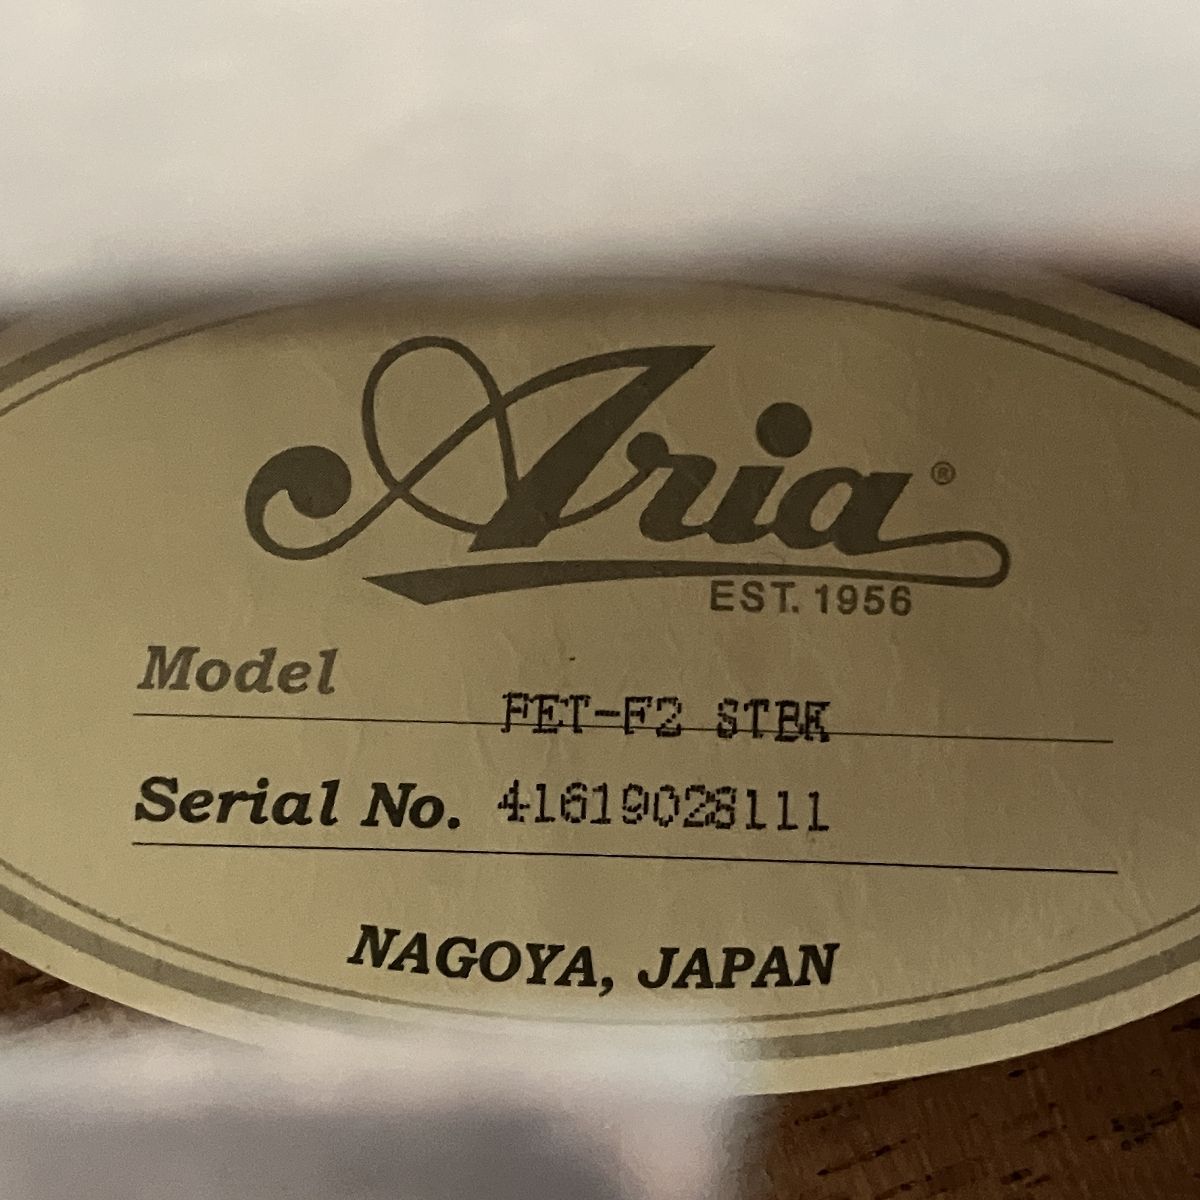 Aria®
EST. 1956
Model FET-F2 STBK
Serial No. 41619028111
NAGOYA, JAPAN